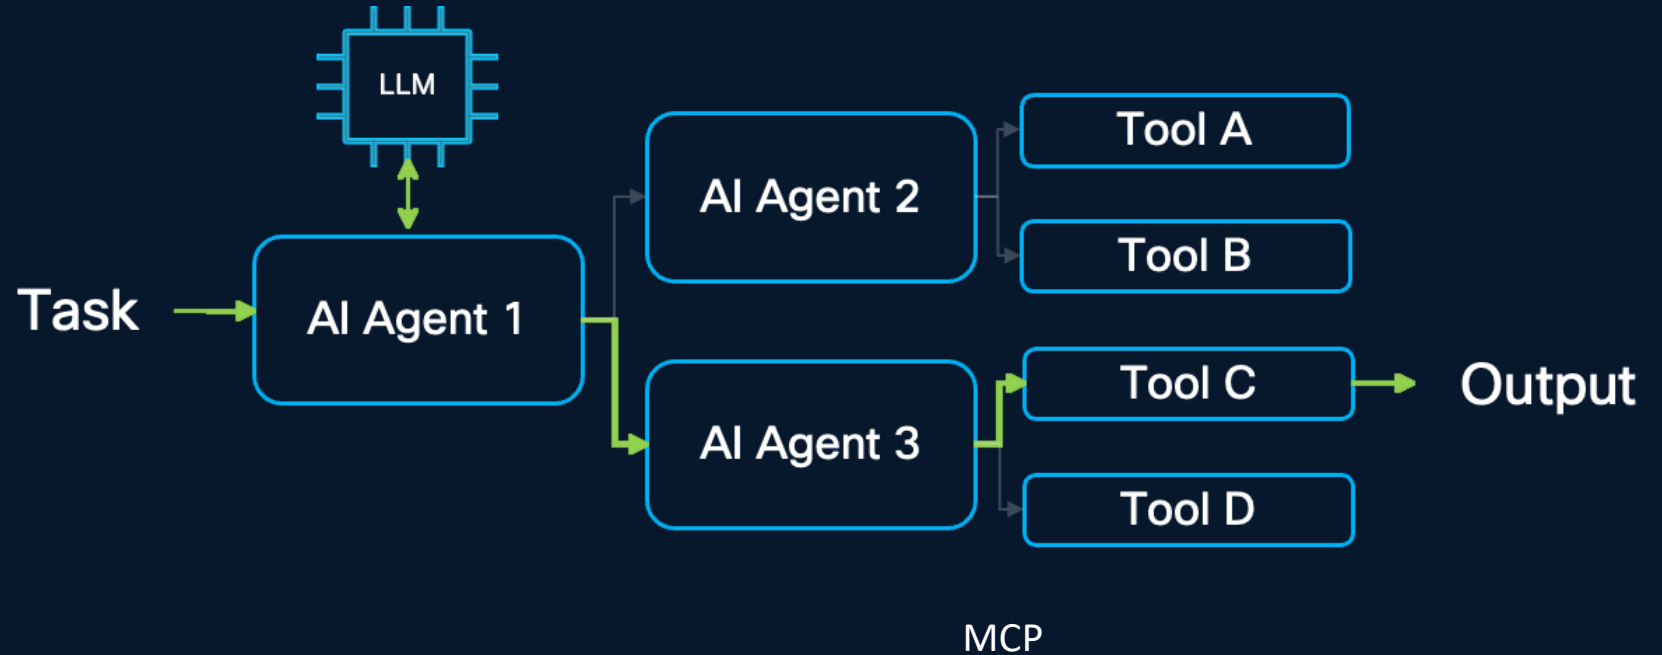 LLM
Tool A
AI Agent 2
Tool B
Task
AI Agent 1
Tool C
Output
AI Agent 3
Tool D
MCP